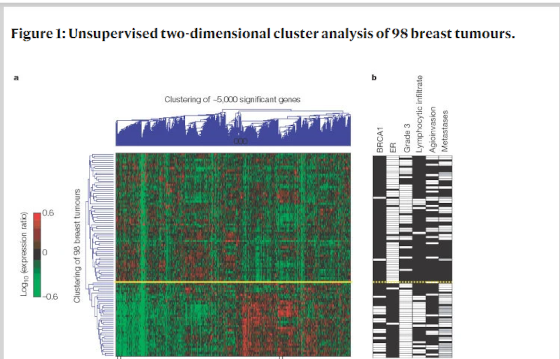 Figure 1: Unsupervised two-dimensional cluster analysis of 98 breast tumours.
a
b
Clustering of ~5,000 significant genes
BRCA1
ER
Grade 3
Lymphocytic infiltrate
Agioinvasion
Metastases
Clustering of 98 breast tumours
Log10 (expression ratio)
0.6
0
–0.6